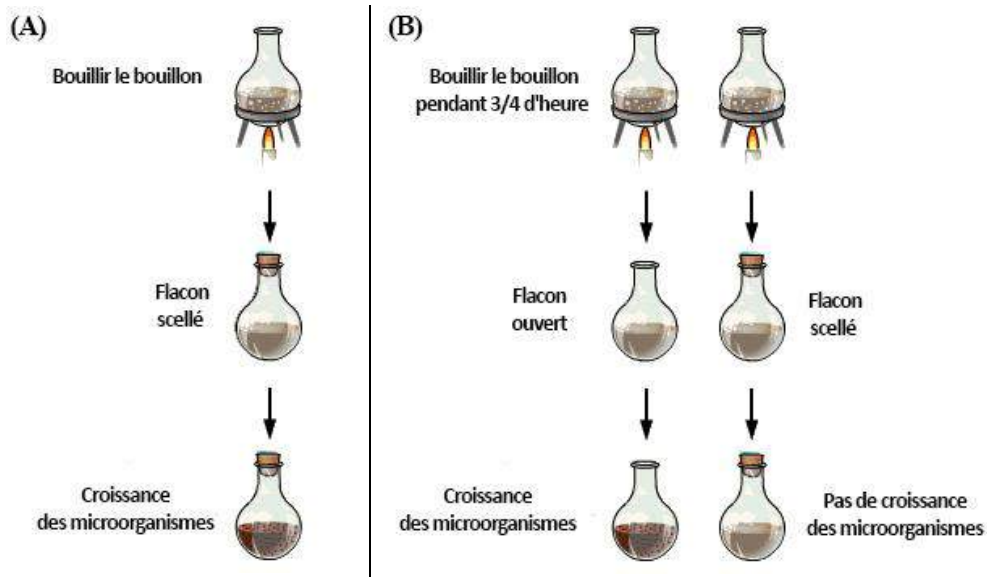 (A)
Bouillir le bouillon
Flacon
scellé
Croissance
des microorganismes
(B)
Bouillir le bouillon
pendant 3/4 d'heure
Flacon
ouvert
Flacon
scellé
Croissance
des microorganismes
Pas de croissance
des microorganismes